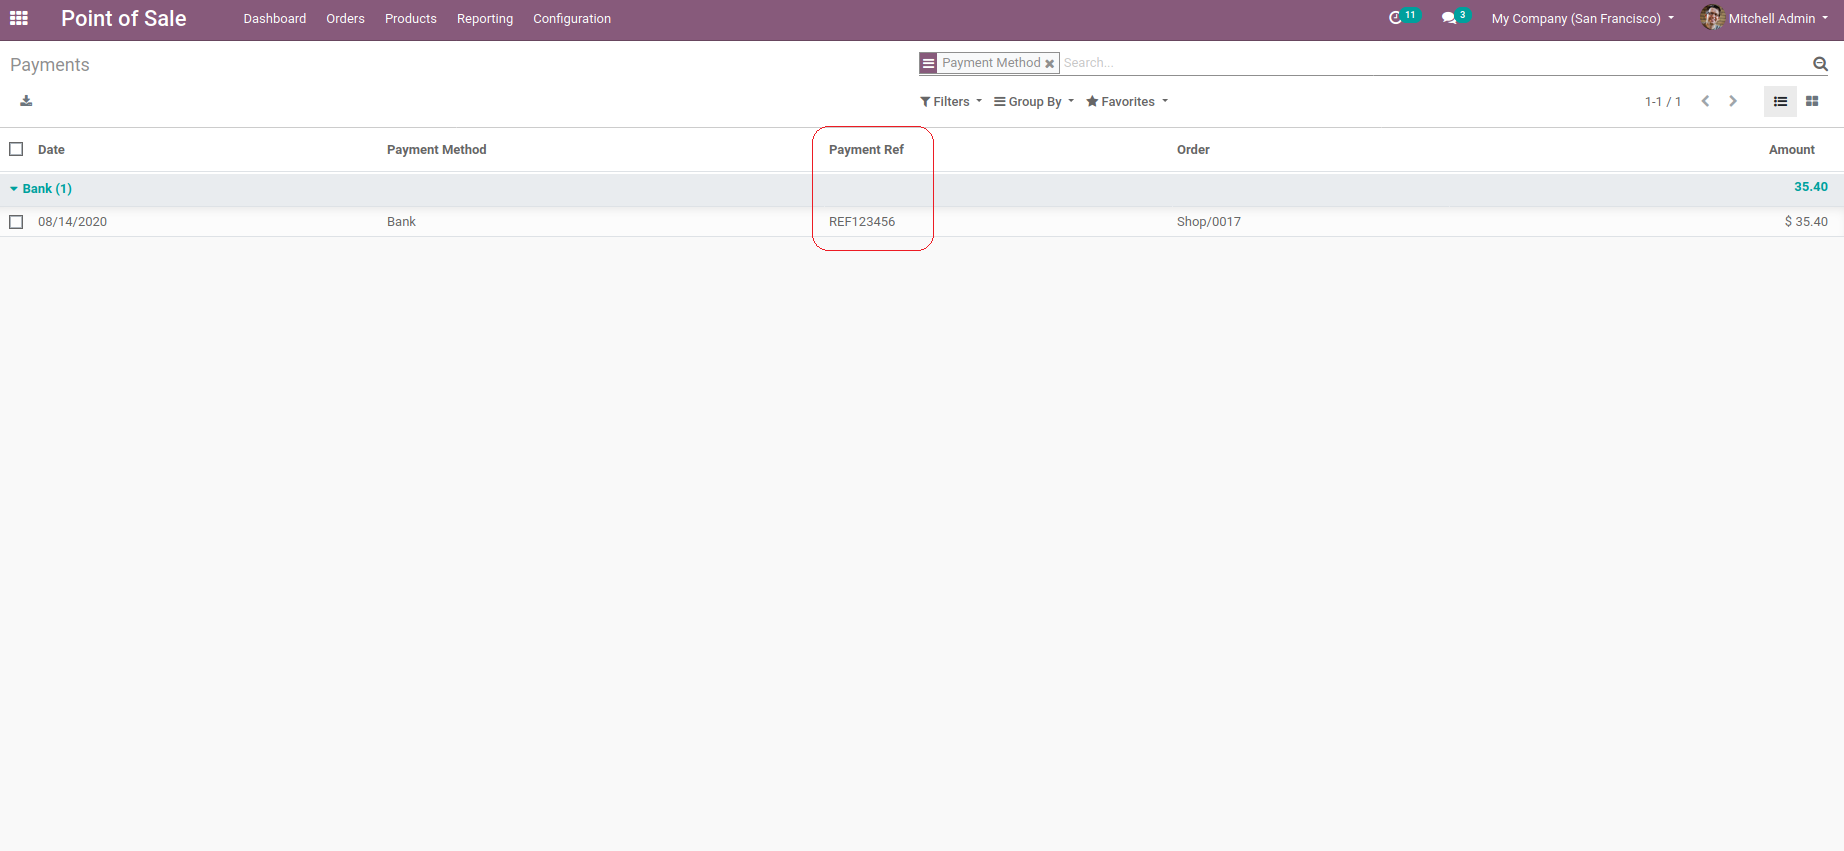 Point of Sale Dashboard Orders Products Reporting Configuration 11 3 My Company (San Francisco) Mitchell Admin
Payments Payment Method Search...
Filters Group By Favorites 1-1 / 1
Date Payment Method Payment Ref Order Amount
Bank (1) 35.40
08/14/2020 Bank REF123456 Shop/0017 $ 35.40